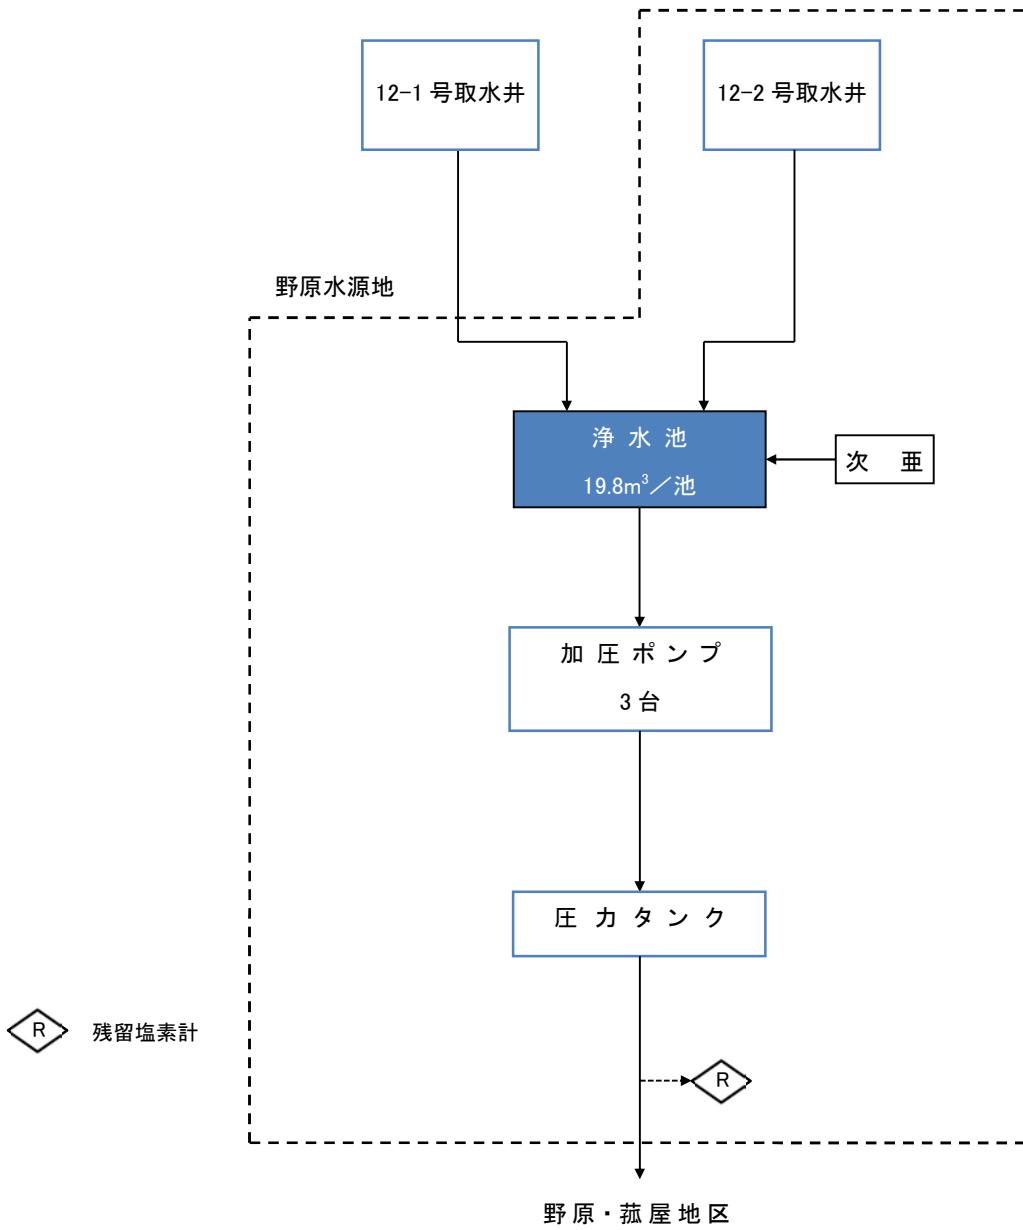 12-1 号取水井
12-2 号取水井
野原水源地
浄 水 池
19.8m³／池
次 亜
加 圧 ポ ン プ
3 台
圧 力 タ ン ク
R 残留塩素計
R
野 原 ・ 菰 屋 地 区